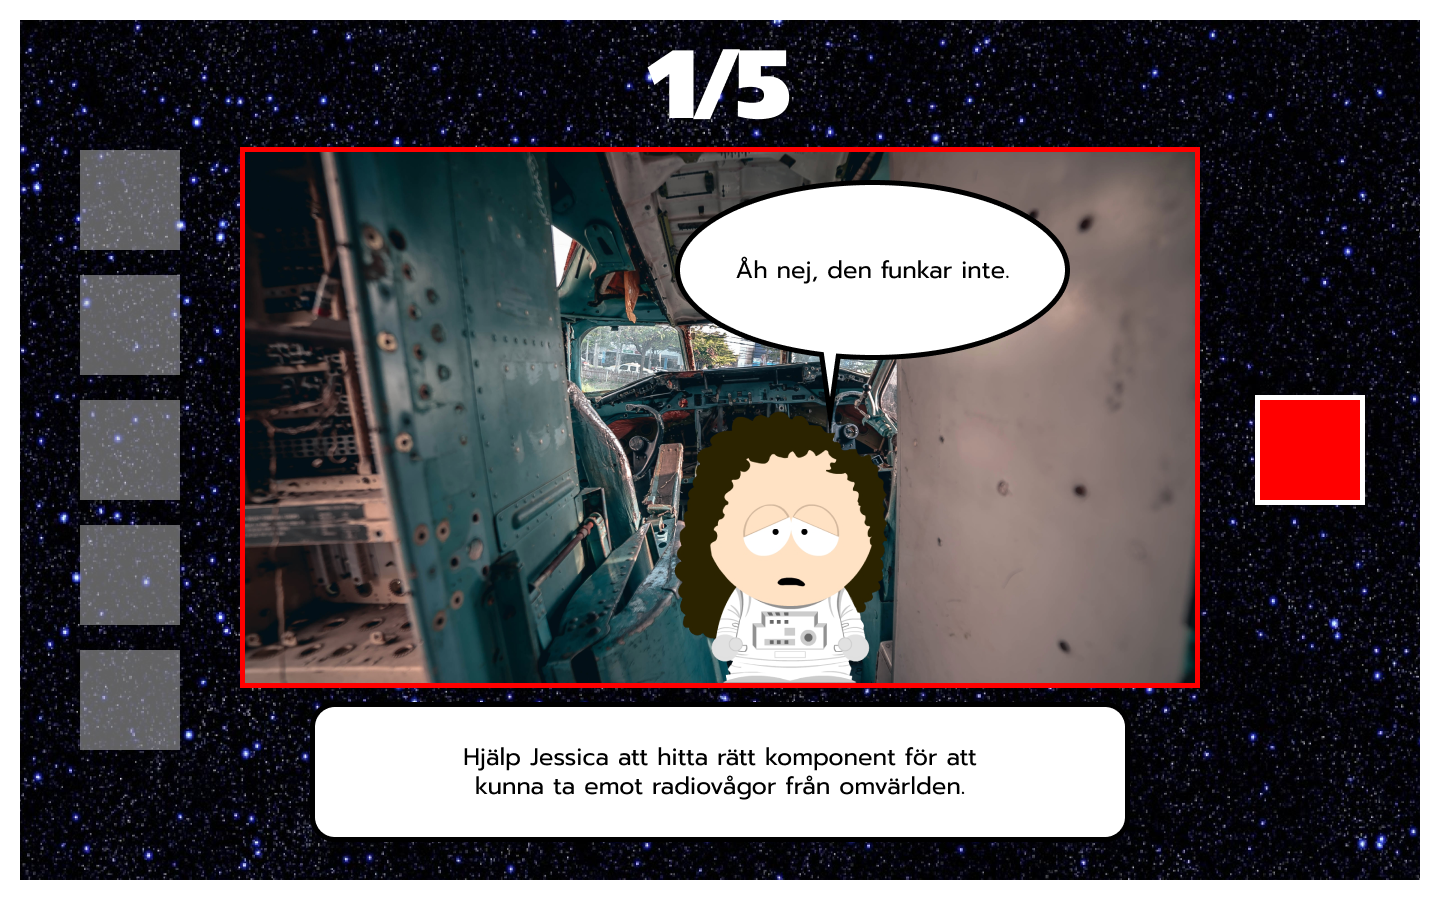 1/5
Åh nej, den funkar inte.
Hjälp Jessica att hitta rätt komponent för att
kunna ta emot radiovågor från omvärlden.